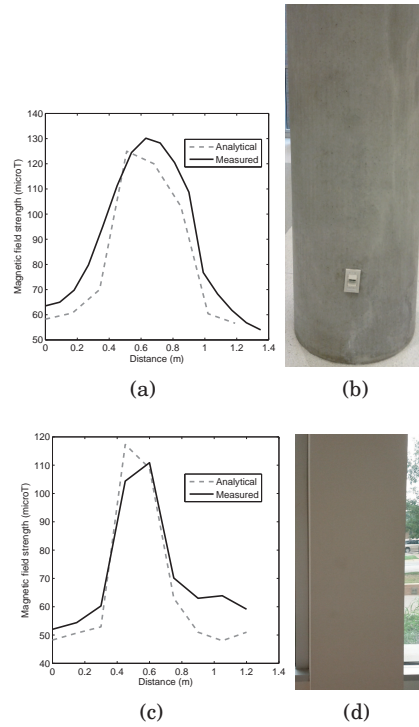 140
130
120
110
100
90
80
70
60
50
0 0.2 0.4 0.6 0.8 1 1.2 1.4
Magnetic field strength (microT)
Distance (m)
Analytical
Measured
(a) (b)
120
110
100
90
80
70
60
50
40
0 0.2 0.4 0.6 0.8 1 1.2 1.4
Magnetic field strength (microT)
Distance (m)
Analytical
Measured
(c) (d)